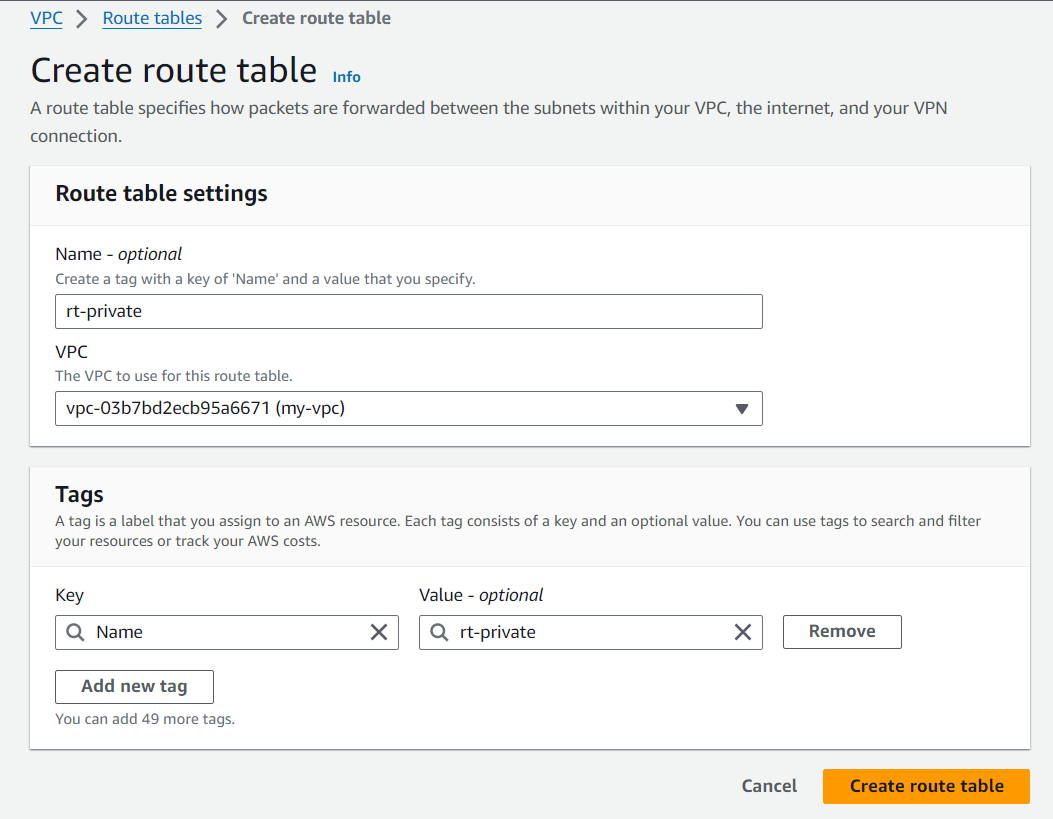 VPC > Route tables > Create route table
Create route table Info
A route table specifies how packets are forwarded between the subnets within your VPC, the internet, and your VPN
connection.
Route table settings
Name - optional
Create a tag with a key of 'Name' and a value that you specify.
rt-private
VPC
The VPC to use for this route table.
vpc-03b7bd2ecb95a6671 (my-vpc)
Tags
A tag is a label that you assign to an AWS resource. Each tag consists of a key and an optional value. You can use tags to search and filter
your resources or track your AWS costs.
Key Value - optional
Name rt-private Remove
Add new tag
You can add 49 more tags.
Cancel Create route table